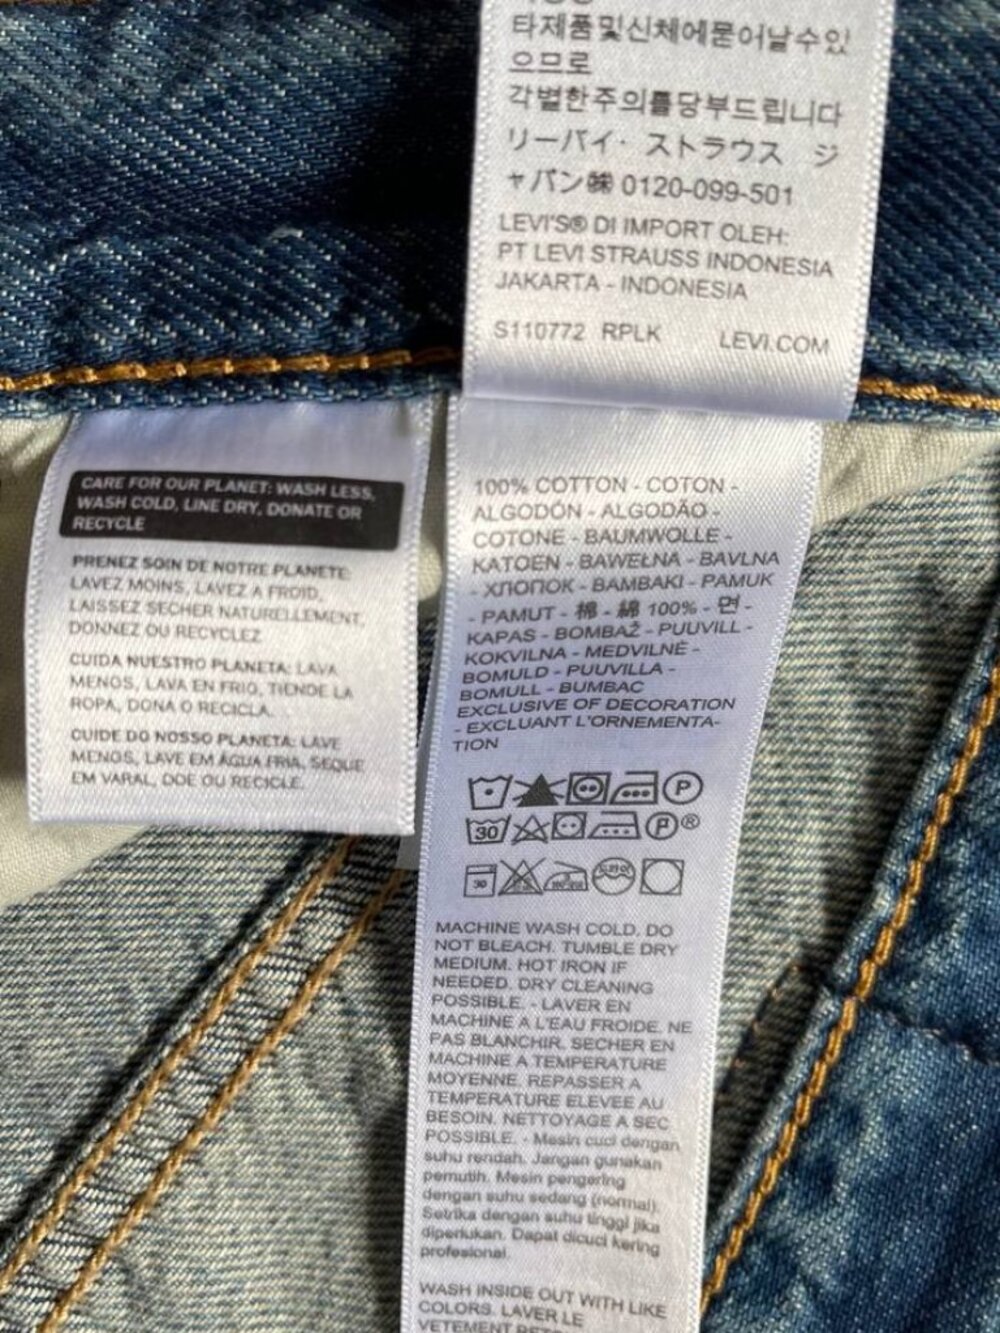 타제품및신체에묻어날수있
으므로
각별한주의를당부드립니다
リーバイ・ストラウス ジ
ャパン㈱ 0120-099-501
LEVI'S® DI IMPORT OLEH:
PT LEVI STRAUSS INDONESIA
JAKARTA - INDONESIA
S110772 RPLK LEVI.COM
CARE FOR OUR PLANET: WASH LESS,
WASH COLD, LINE DRY, DONATE OR
RECYCLE
PRENEZ SOIN DE NOTRE PLANETE:
LAVEZ MOINS, LAVEZ A FROID,
LAISSEZ SECHER NATURELLEMENT,
DONNEZ OU RECYCLEZ
CUIDA NUESTRO PLANETA: LAVA
MENOS, LAVA EN FRIO, TIENDE LA
ROPA, DONA O RECICLA.
CUIDE DO NOSSO PLANETA: LAVE
MENOS, LAVE EM ÁGUA FRIA, SEQUE
EM VARAL, DOE OU RECICLE.
100% COTTON - COTON -
ALGODÓN - ALGODÃO -
COTONE - BAUMWOLLE -
KATOEN - BAWEŁNA - BAVLNA
- ХЛОПОК - BAMBAKI - PAMUK
- PAMUT - 棉 - 綿 100% - 면 -
KAPAS - BOMBAŽ - PUUVILL -
KOKVILNA - MEDVILNĖ -
BOMULD - PUUVILLA -
BOMULL - BUMBAC
EXCLUSIVE OF DECORATION
- EXCLUANT L'ORNEMENTA-
TION
P
30 P ®
30
MACHINE WASH COLD. DO
NOT BLEACH. TUMBLE DRY
MEDIUM. HOT IRON IF
NEEDED. DRY CLEANING
POSSIBLE. - LAVER EN
MACHINE A L'EAU FROIDE. NE
PAS BLANCHIR. SECHER EN
MACHINE A TEMPERATURE
MOYENNE. REPASSER A
TEMPERATURE ELEVEE AU
BESOIN. NETTOYAGE A SEC
POSSIBLE. - Mesin cuci dengan
suhu rendah. Jangan gunakan
pemutih. Mesin pengering
dengan suhu sedang (normal).
Setrika dengan suhu tinggi jika
diperlukan. Dapat dicuci kering
profesional.
WASH INSIDE OUT WITH LIKE
COLORS. LAVER LE
VETEMENT